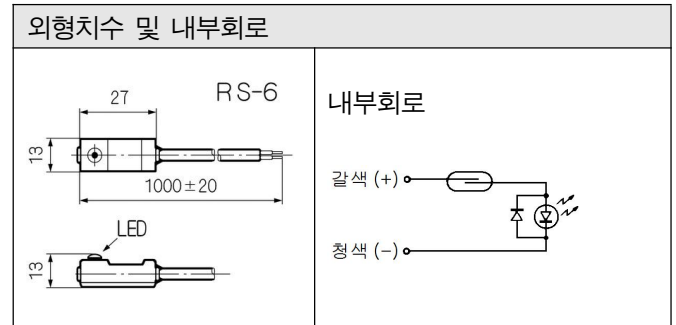 외형치수 및 내부회로
RS-6
27
13
1000±20
LED
13
내부회로
갈색 (+)
청색 (-)